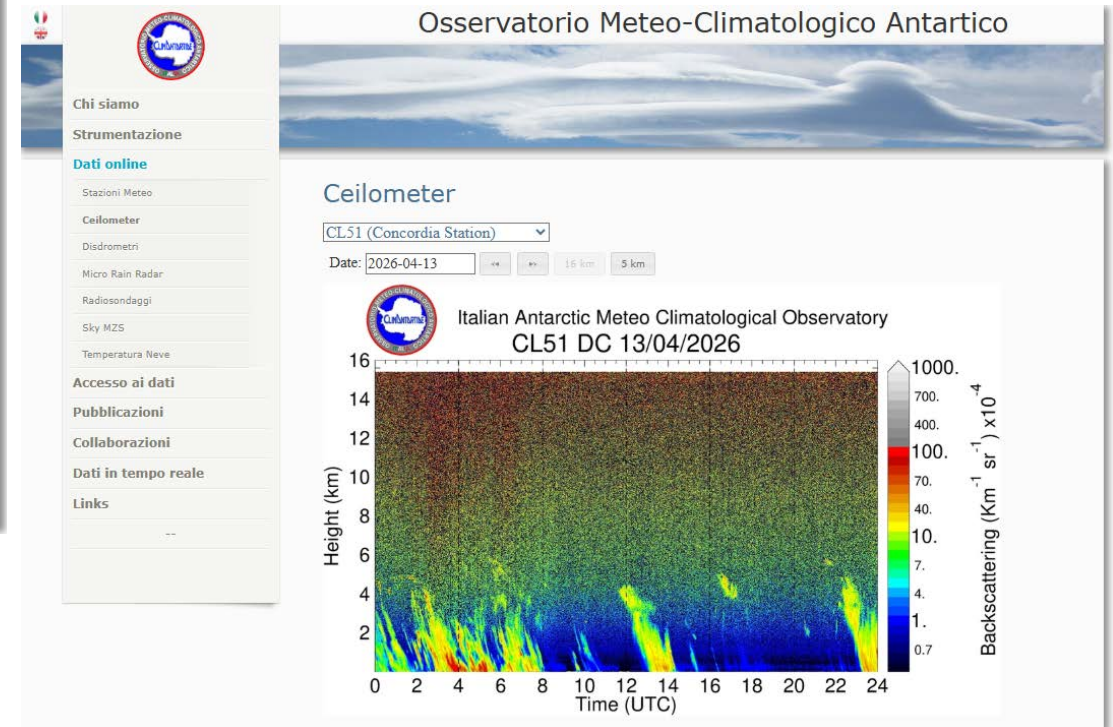 Osservatorio Meteo-Climatologico Antartico
Chi siamo
Strumentazione
Dati online
Stazioni Meteo
Ceilometer
Disdrometri
Micro Rain Radar
Radiosondaggi
Sky MZS
Temperatura Neve
Accesso ai dati
Pubblicazioni
Collaborazioni
Dati in tempo reale
Links
--
Ceilometer
CL51 (Concordia Station)
Date: 2026-04-13
16 km
5 km
Italian Antarctic Meteo Climatological Observatory
CL51 DC 13/04/2026
Height (km)
16
14
12
10
8
6
4
2
0 2 4 6 8 10 12 14 16 18 20 22 24
Time (UTC)
1000.
700.
400.
100.
70.
40.
10.
7.
4.
1.
0.7
Backscattering (Km⁻¹ sr⁻¹) x10⁻⁴